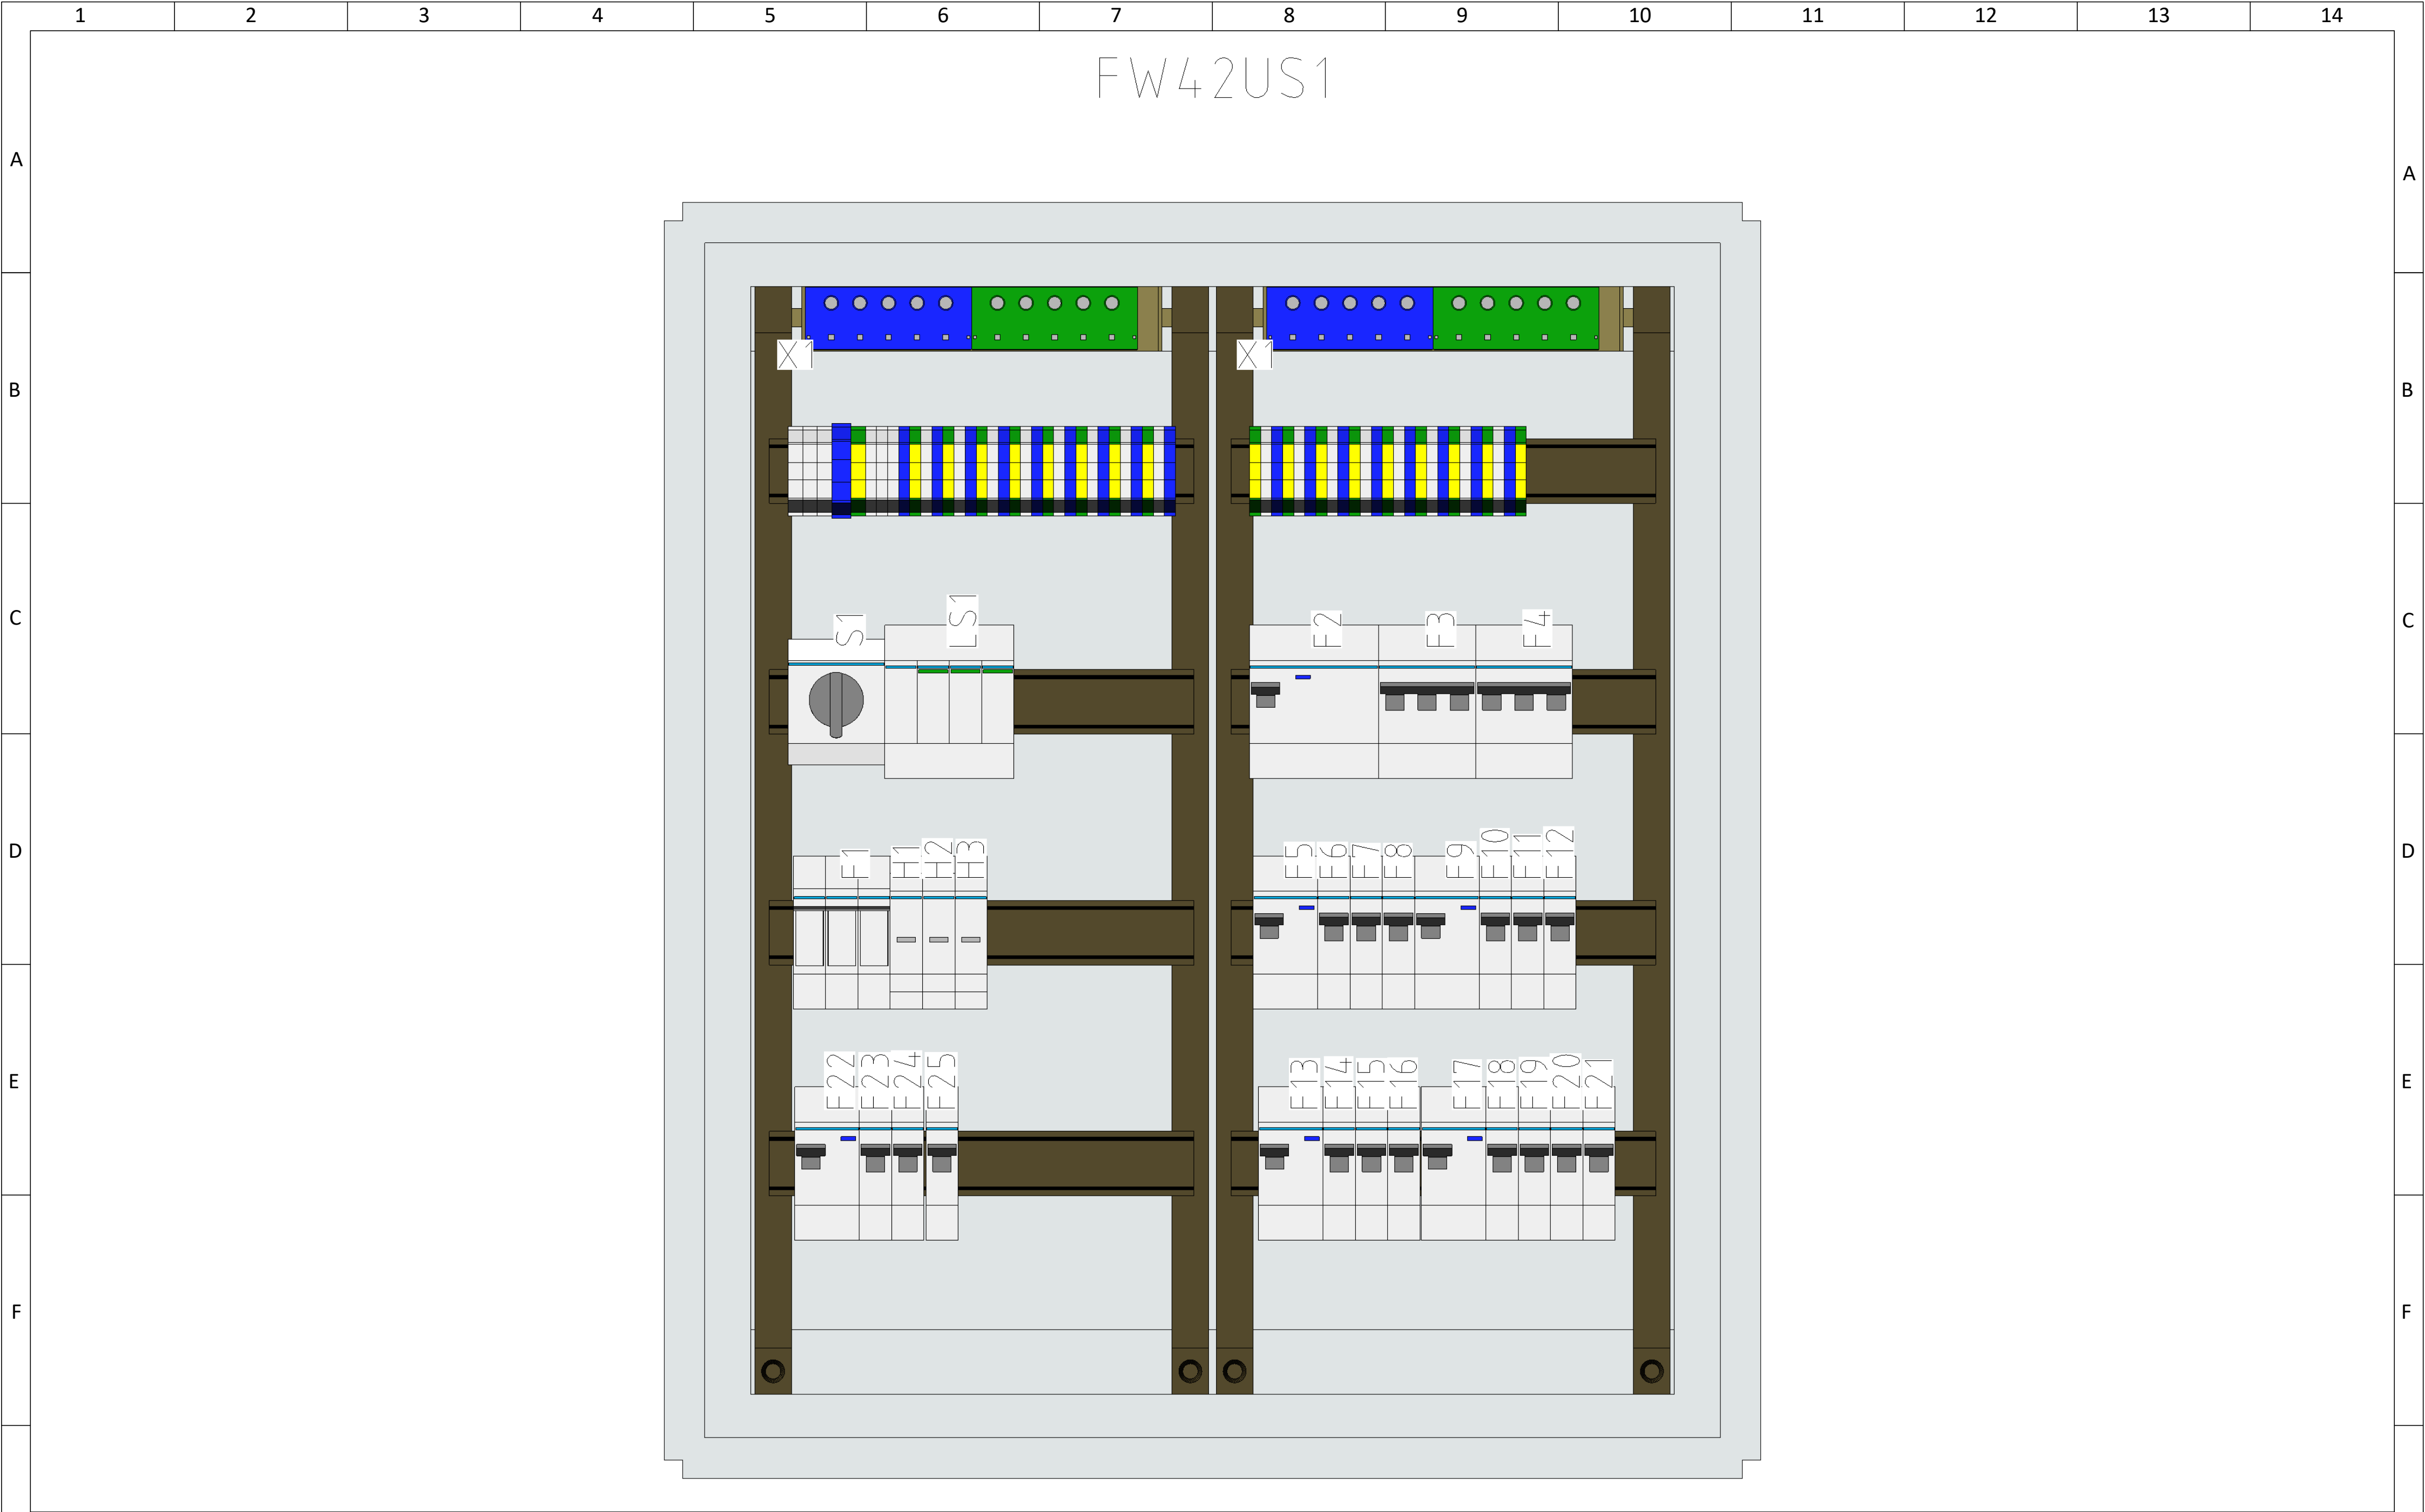 1 2 3 4 5 6 7 8 9 10 11 12 13 14
FW42US1
A A
X1 X1
B B
S1 LS1 F2 F3 F4
C C
F1 H1 H2 H3 F5 F6 F7 F8 F9 F10 F11 F12
D D
F22 F23 F24 F25 F13 F14 F15 F16 F17 F18 F19 F20 F21
E E
F F